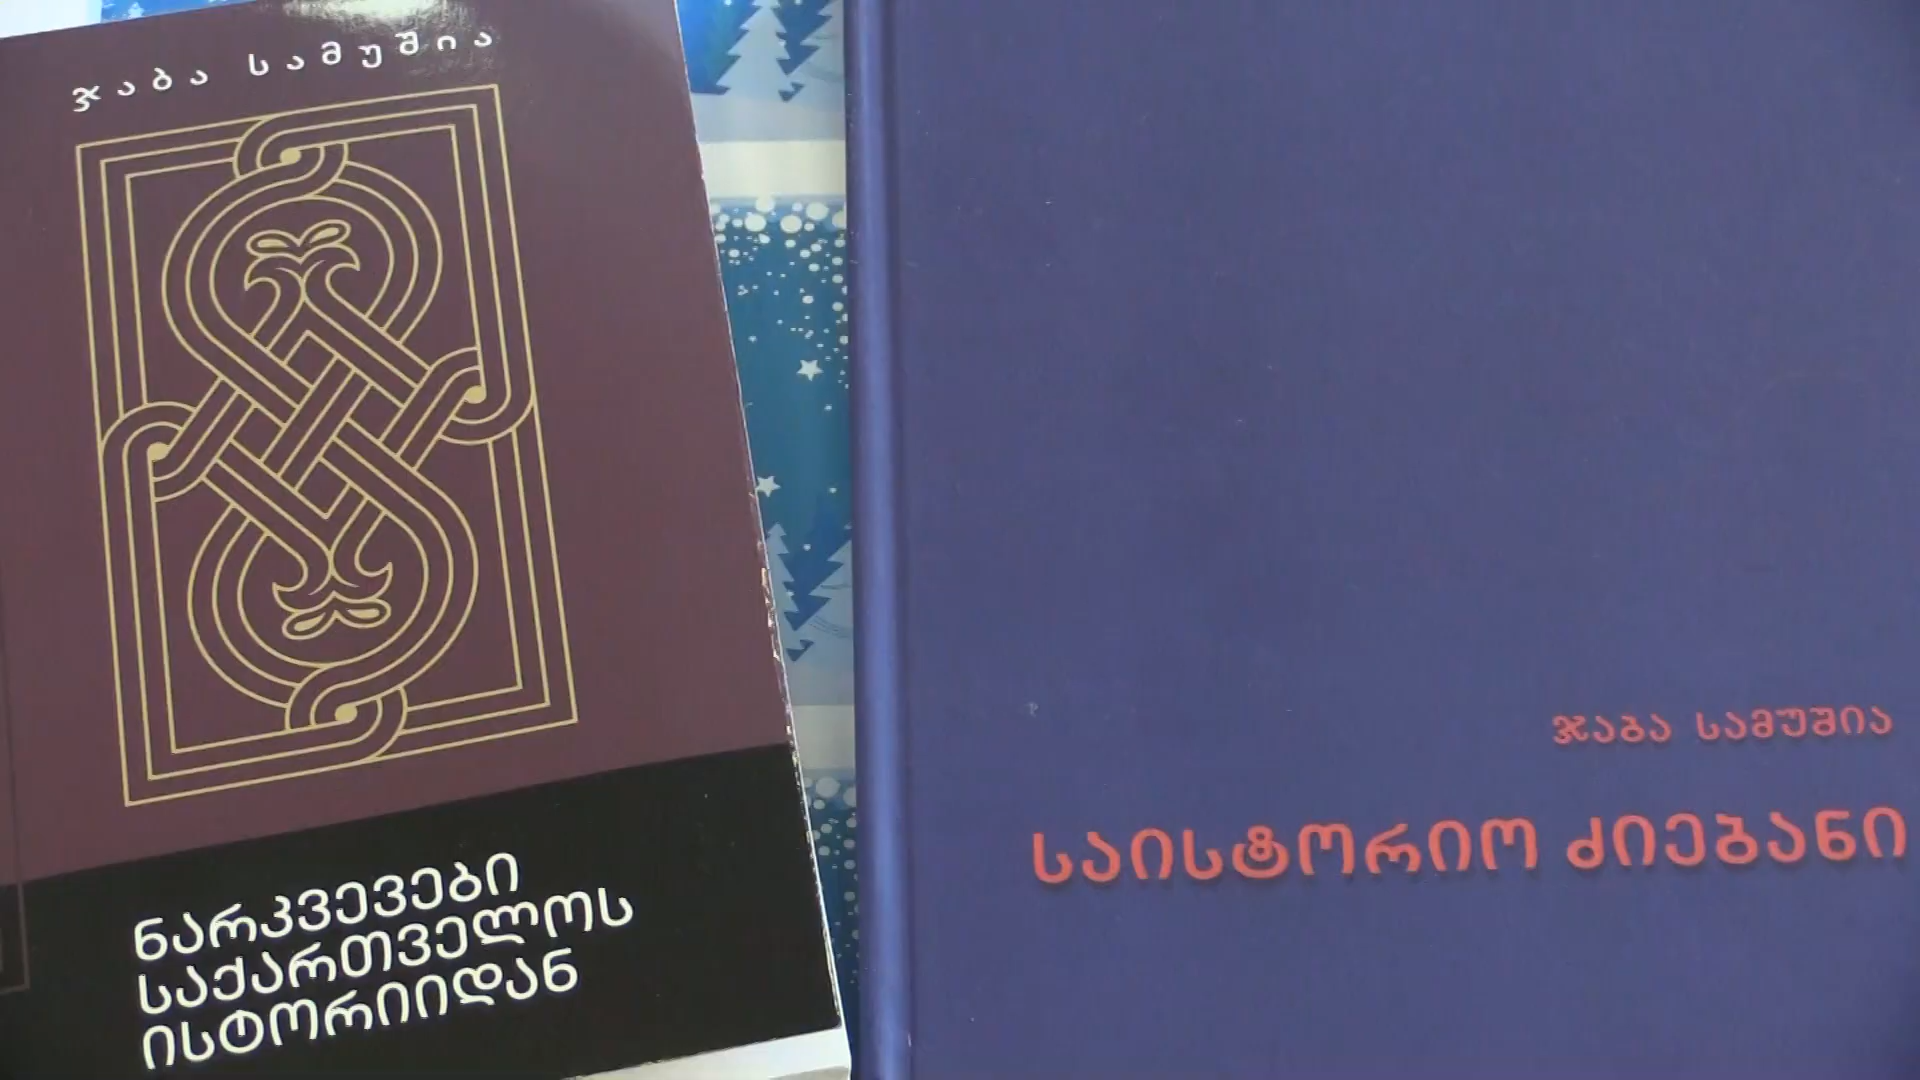 ჯაბა სამუშია
ნარკვევები
საქართველოს
ისტორიიდან
ჯაბა სამუშია
საისტორიო ძიებანი